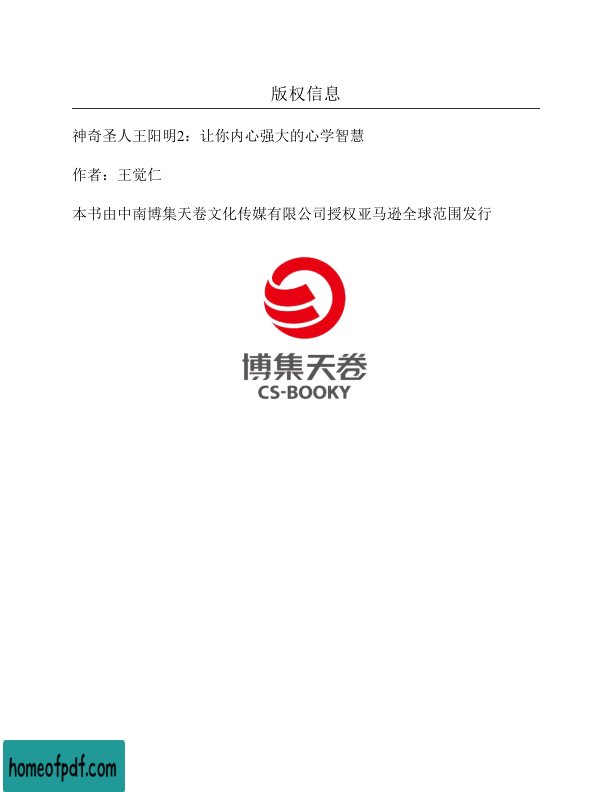 版权信息
神奇圣人王阳明2：让你内心强大的心学智慧
作者：王觉仁
本书由中南博集天卷文化传媒有限公司授权亚马逊全球范围发行
博集天卷
CS-BOOKY
homeofpdf.com